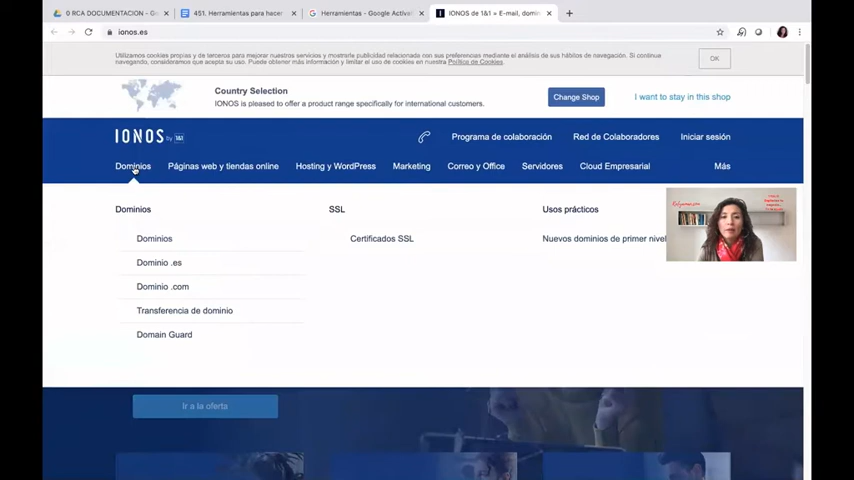 0 RCA DOCUMENTACION - G
451. Herramientas para hacer
Herramientas - Google Actival
IONOS de 1&1 » E-mail, domin
ionos.es
Utilizamos cookies propias y de terceros para mejorar nuestros servicios y mostrarle publicidad relacionada con sus preferencias mediante el análisis de sus hábitos de navegación. Si continua
navegando, consideramos que acepta su uso. Puede obtener más información y limitar el uso de cookies en nuestra Política de Cookies.
OK
Country Selection
IONOS is pleased to offer a product range specifically for international customers.
Change Shop
I want to stay in this shop
IONOS by 1&1
Programa de colaboración
Red de Colaboradores
Iniciar sesión
Dominios
Páginas web y tiendas online
Hosting y WordPress
Marketing
Correo y Office
Servidores
Cloud Empresarial
Más
Dominios
SSL
Usos prácticos
Dominios
Certificados SSL
Nuevos dominios de primer nivel
Dominio .es
Dominio .com
Transferencia de dominio
Domain Guard
Ir a la oferta